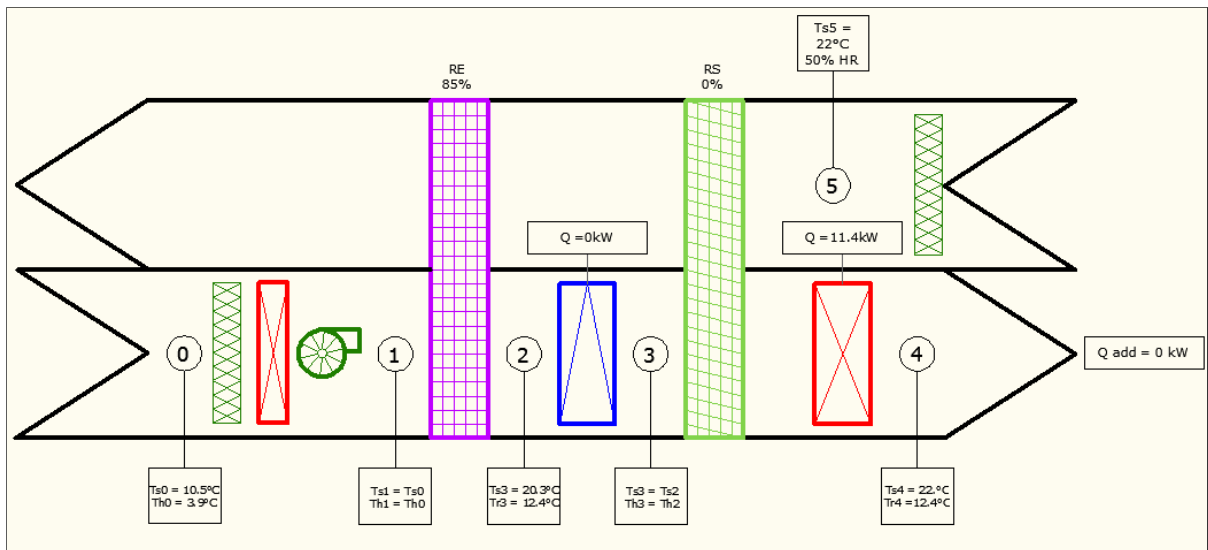 Ts5 =
22°C
50% HR
RE
85%
RS
0%
5
Q =0kW
Q =11.4kW
0
1
2
3
4
Q add = 0 kW
Ts0 = 10.5°C
Th0 = 3.9°C
Ts1 = Ts0
Th1 = Th0
Ts3 = 20.3°C
Tr3 = 12.4°C
Ts3 = Ts2
Th3 = Th2
Ts4 = 22.°C
Tr4 =12.4°C